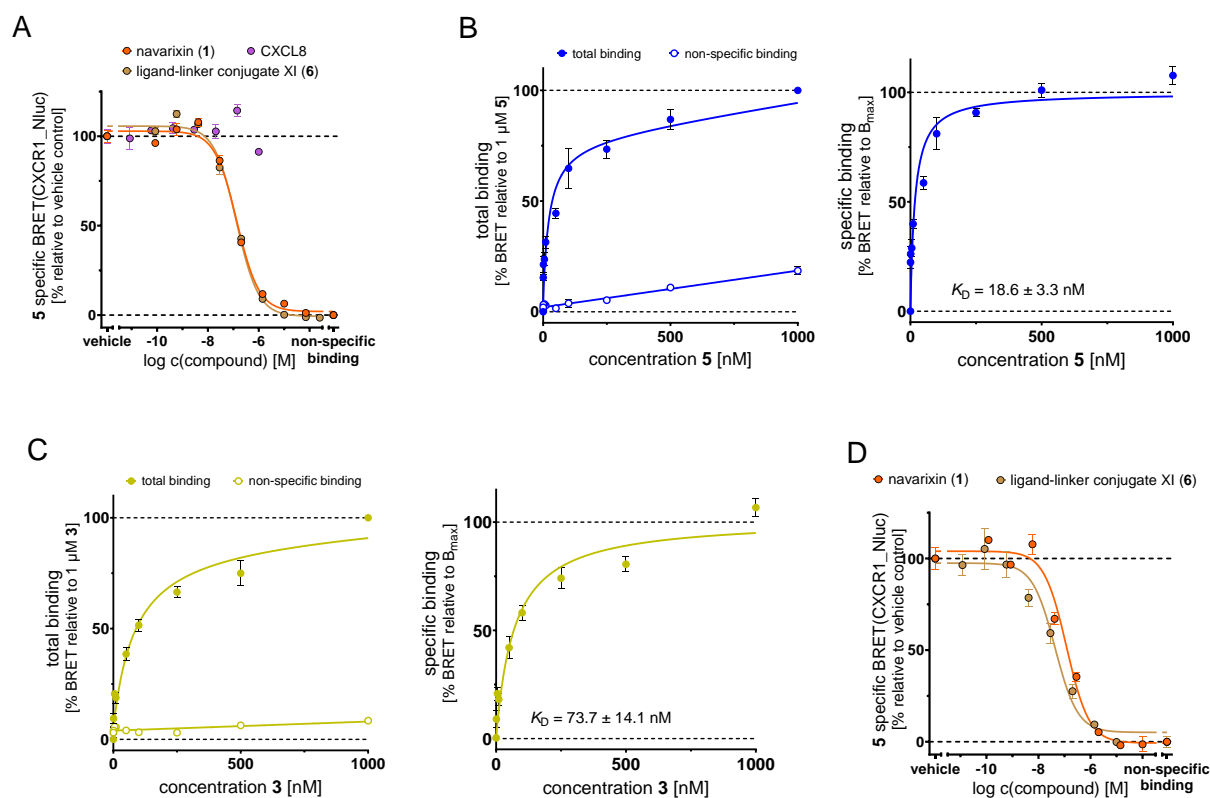 A
navarixin (1)
CXCL8
ligand-linker conjugate XI (6)
5 specific BRET(CXCR1_Nluc)
[% relative to vehicle control]
100
50
0
vehicle
-10
-8
-6
non-specific
binding
log c(compound) [M]
B
total binding
non-specific binding
total binding
[% BRET relative to 1 µM 5]
100
50
0
0
500
1000
concentration 5 [nM]
specific binding
[% BRET relative to Bmax]
100
50
0
K_D = 18.6 ± 3.3 nM
0
500
1000
concentration 5 [nM]
C
total binding
non-specific binding
total binding
[% BRET relative to 1 µM 3]
100
50
0
0
500
1000
concentration 3 [nM]
specific binding
[% BRET relative to Bmax]
100
50
0
K_D = 73.7 ± 14.1 nM
0
500
1000
concentration 3 [nM]
D
navarixin (1)
ligand-linker conjugate XI (6)
5 specific BRET(CXCR1_Nluc)
[% relative to vehicle control]
100
50
0
vehicle
-10
-8
-6
non-specific
binding
log c(compound) [M]